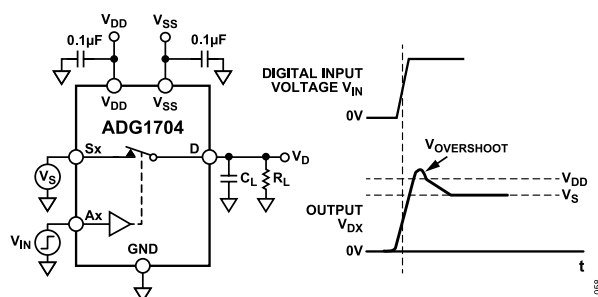 VDD
VSS
0.1µF
0.1µF
VDD
VSS
ADG1704
Sx
D
VD
VS
CL
RL
Ax
VIN
GND
DIGITAL INPUT
VOLTAGE VIN
0V
VOVERSHOOT
VDD
VS
OUTPUT
VDX
0V
t
058